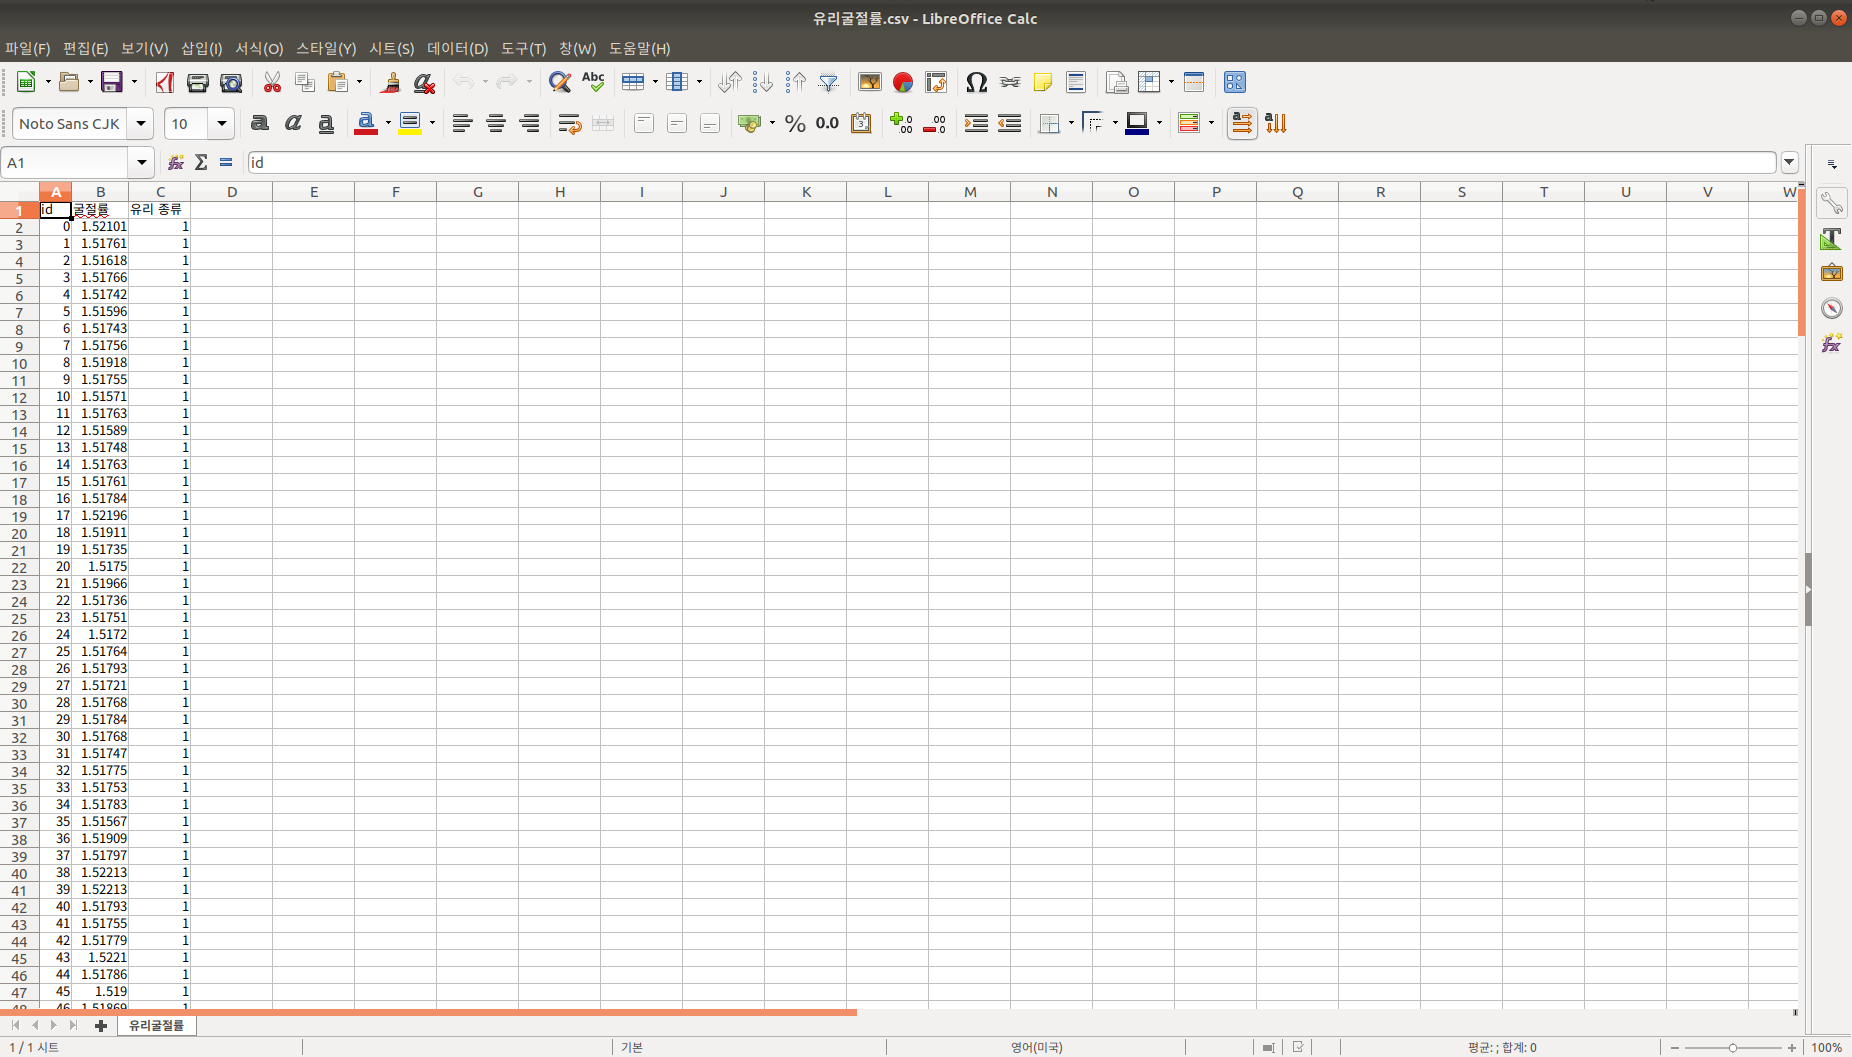 유리굴절률.csv - LibreOffice Calc
파일(F) 편집(E) 보기(V) 삽입(I) 서식(O) 스타일(Y) 시트(S) 데이터(D) 도구(T) 창(W) 도움말(H)
Noto Sans CJK 10
A1 id
A B C D E F G H I J K L M N O P Q R S T U V W
1 id 굴절률 유리 종류
2 0 1.52101 1
3 1 1.51761 1
4 2 1.51618 1
5 3 1.51766 1
6 4 1.51742 1
7 5 1.51596 1
8 6 1.51743 1
9 7 1.51756 1
10 8 1.51918 1
11 9 1.51755 1
12 10 1.51571 1
13 11 1.51763 1
14 12 1.51589 1
15 13 1.51748 1
16 14 1.51763 1
17 15 1.51761 1
18 16 1.51784 1
19 17 1.52196 1
20 18 1.51911 1
21 19 1.51735 1
22 20 1.5175 1
23 21 1.51966 1
24 22 1.51736 1
25 23 1.51751 1
26 24 1.5172 1
27 25 1.51764 1
28 26 1.51793 1
29 27 1.51721 1
30 28 1.51768 1
31 29 1.51784 1
32 30 1.51768 1
33 31 1.51747 1
34 32 1.51775 1
35 33 1.51753 1
36 34 1.51783 1
37 35 1.51567 1
38 36 1.51909 1
39 37 1.51797 1
40 38 1.52213 1
41 39 1.52213 1
42 40 1.51793 1
43 41 1.51755 1
44 42 1.51779 1
45 43 1.5221 1
46 44 1.51786 1
47 45 1.519 1
48 46 1.51869 1
유리굴절률
1 / 1 시트 기본 영어(미국) 평균: ; 합계: 0 100%